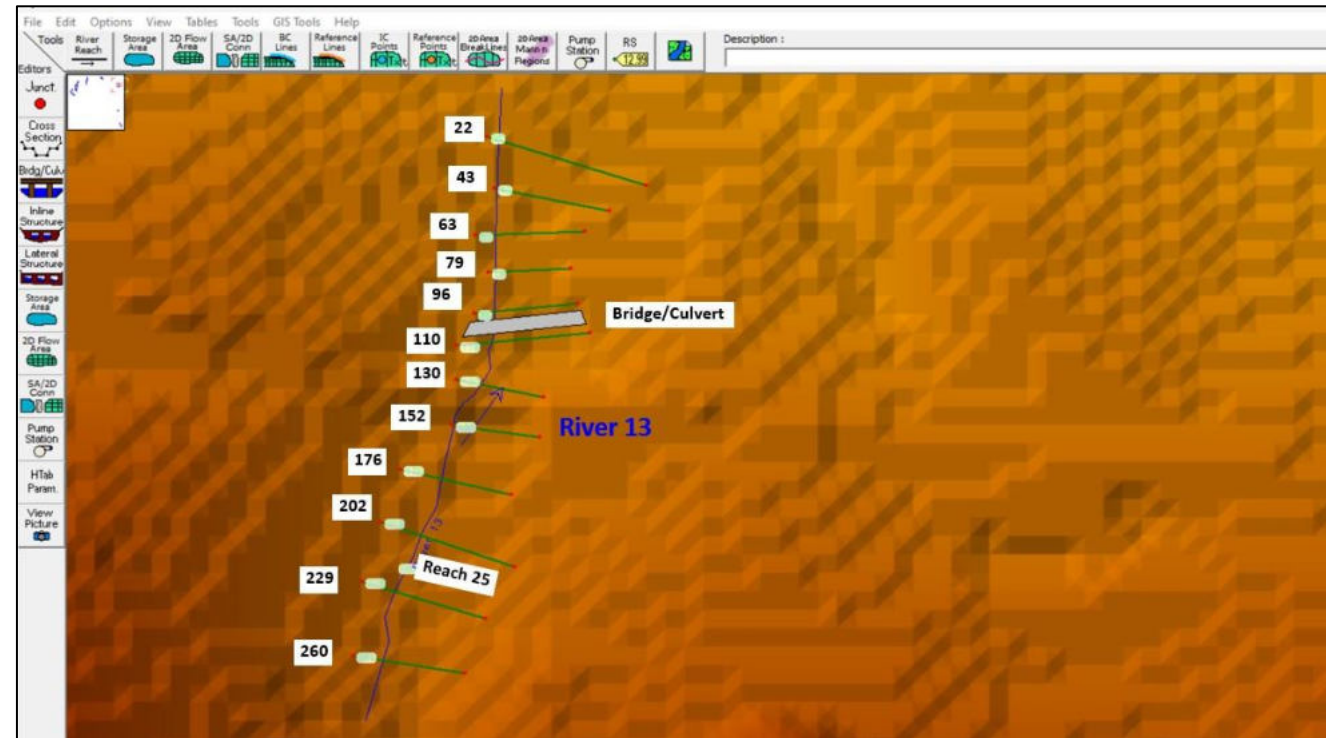 File Edit Options View Tables Tools GIS Tools Help
Tools
Editors
River Reach
Storage Area
2D Flow Area
SA/2D Conn
BC Lines
Reference Lines
IC Points
Reference Points
2D Area BreakLines
2D Area Mann n Regions
Pump Station
RS
Description :
Junct.
Cross Section
Brdg/Culv
Inline Structure
Lateral Structure
Storage Area
2D Flow Area
SA/2D Conn
Pump Station
HTab Param.
View Picture
22
43
63
79
96
Bridge/Culvert
110
130
152
River 13
176
202
13
Reach 25
229
260